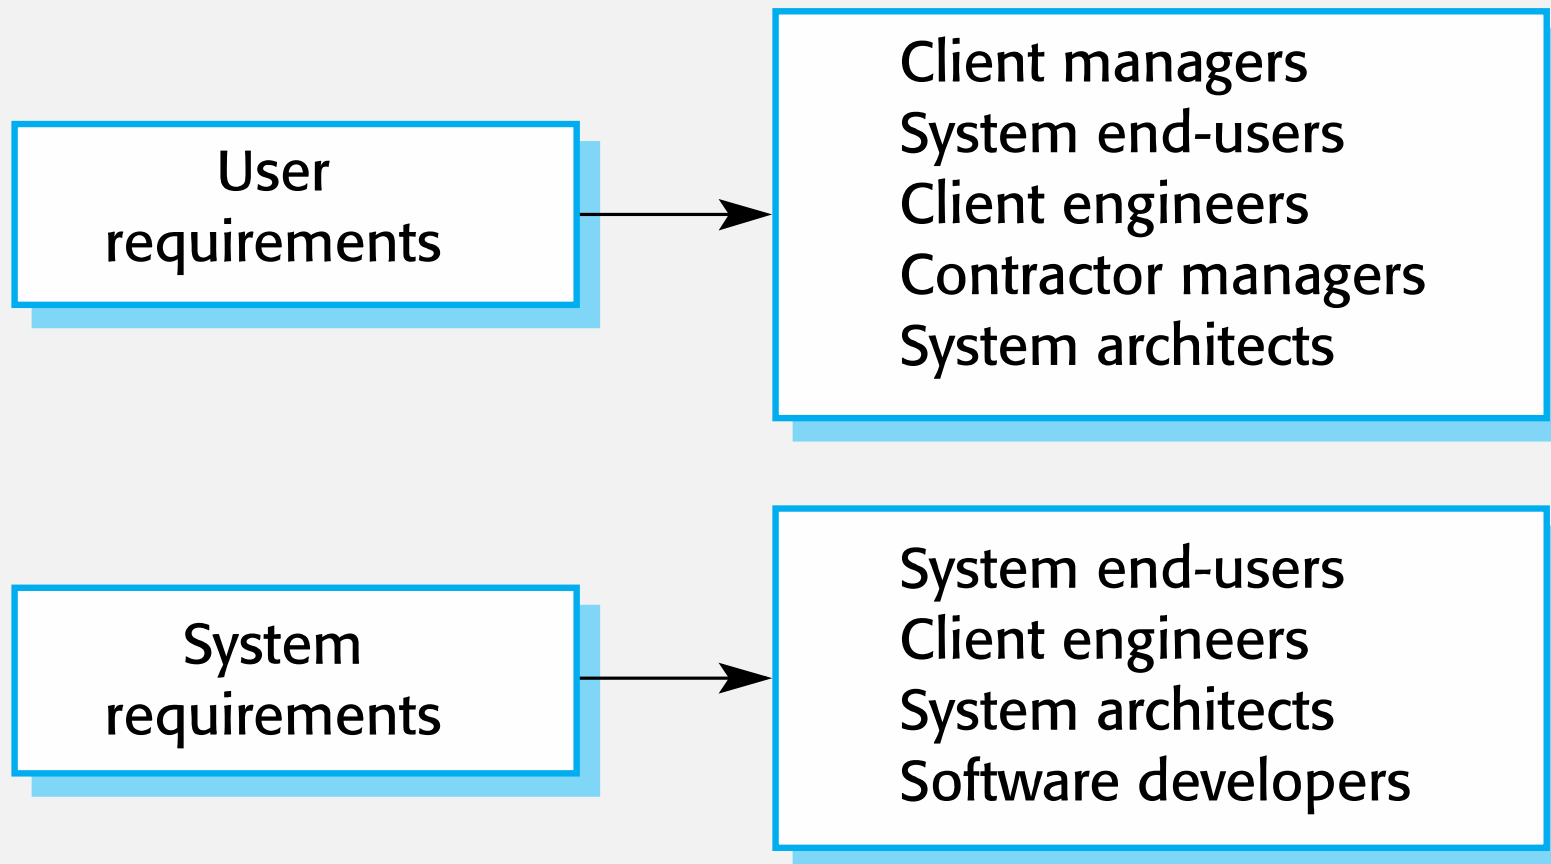 User
requirements
Client managers
System end-users
Client engineers
Contractor managers
System architects
System
requirements
System end-users
Client engineers
System architects
Software developers